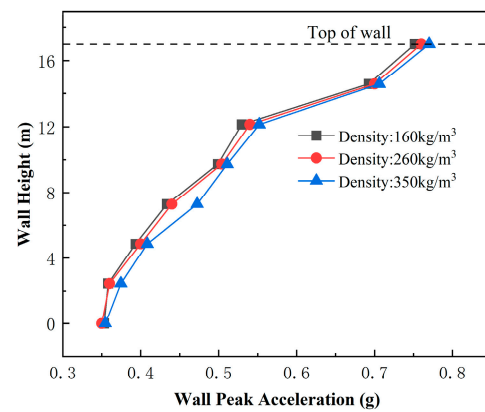 Top of wall
16
12
8
4
0
Wall Height (m)
Density:160kg/m³
Density:260kg/m³
Density:350kg/m³
0.3 0.4 0.5 0.6 0.7 0.8
Wall Peak Acceleration (g)